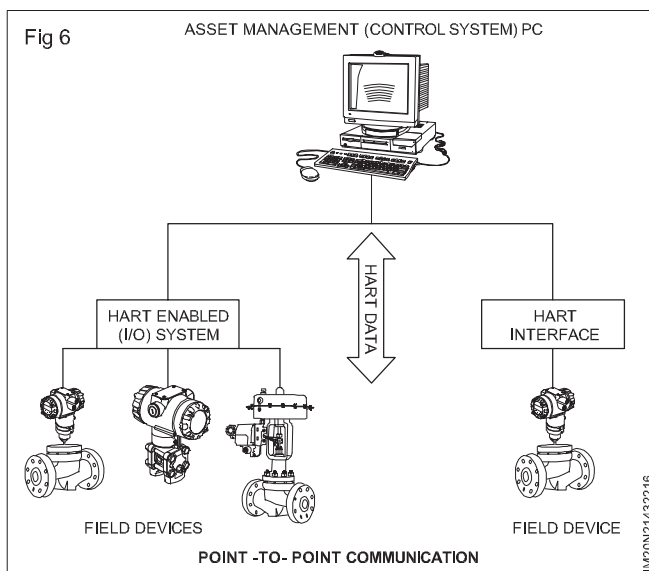 Fig 6
ASSET MANAGEMENT (CONTROL SYSTEM) PC
HART DATA
HART ENABLED
(I/O) SYSTEM
HART
INTERFACE
FIELD DEVICES
FIELD DEVICE
POINT -TO- POINT COMMUNICATION
IM20N21432216